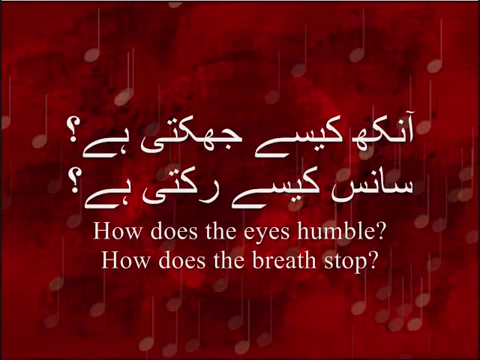 آنکھ کیسے جھکتی ہے؟
سانس کیسے رکتی ہے؟
How does the eyes humble?
How does the breath stop?